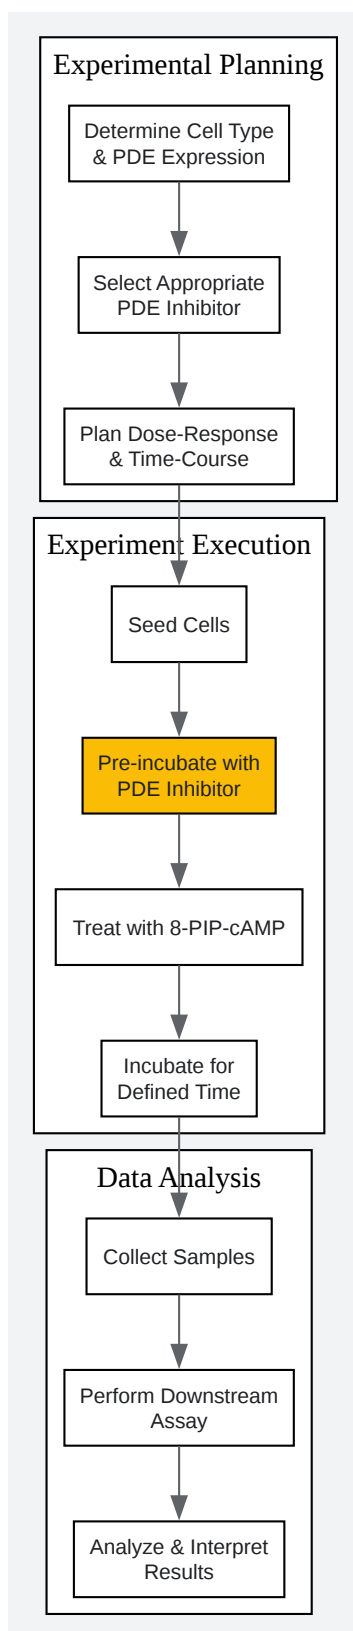 Experimental Planning
Determine Cell Type
& PDE Expression
Select Appropriate
PDE Inhibitor
Plan Dose-Response
& Time-Course
Experiment Execution
Seed Cells
Pre-incubate with
PDE Inhibitor
Treat with 8-PIP-cAMP
Incubate for
Defined Time
Data Analysis
Collect Samples
Perform Downstream
Assay
Analyze & Interpret
Results